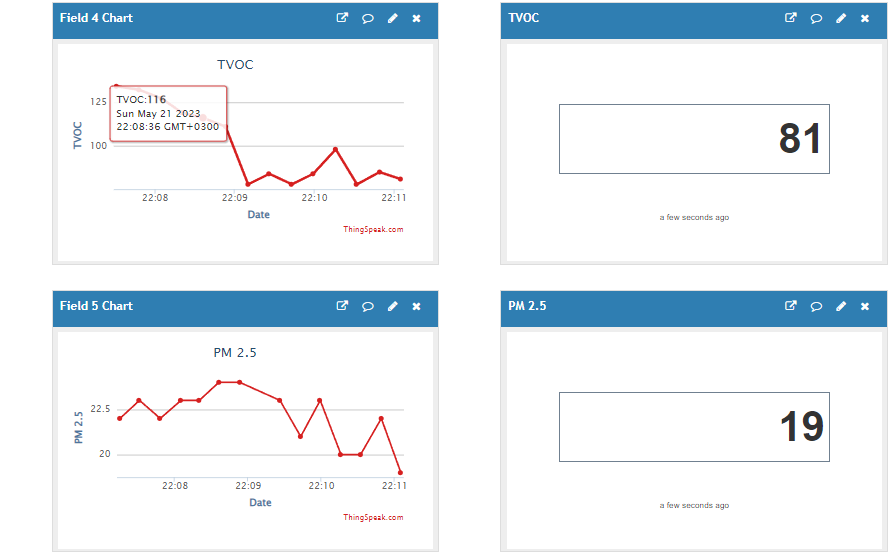 Field 4 Chart
TVOC
TVOC
125
100
TVOC
TVOC:116
Sun May 21 2023
22:08:36 GMT+0300
22:08 22:09 22:10 22:11
Date
ThingSpeak.com
81
a few seconds ago
Field 5 Chart
PM 2.5
PM 2.5
22.5
20
PM 2.5
22:08 22:09 22:10 22:11
Date
ThingSpeak.com
19
a few seconds ago